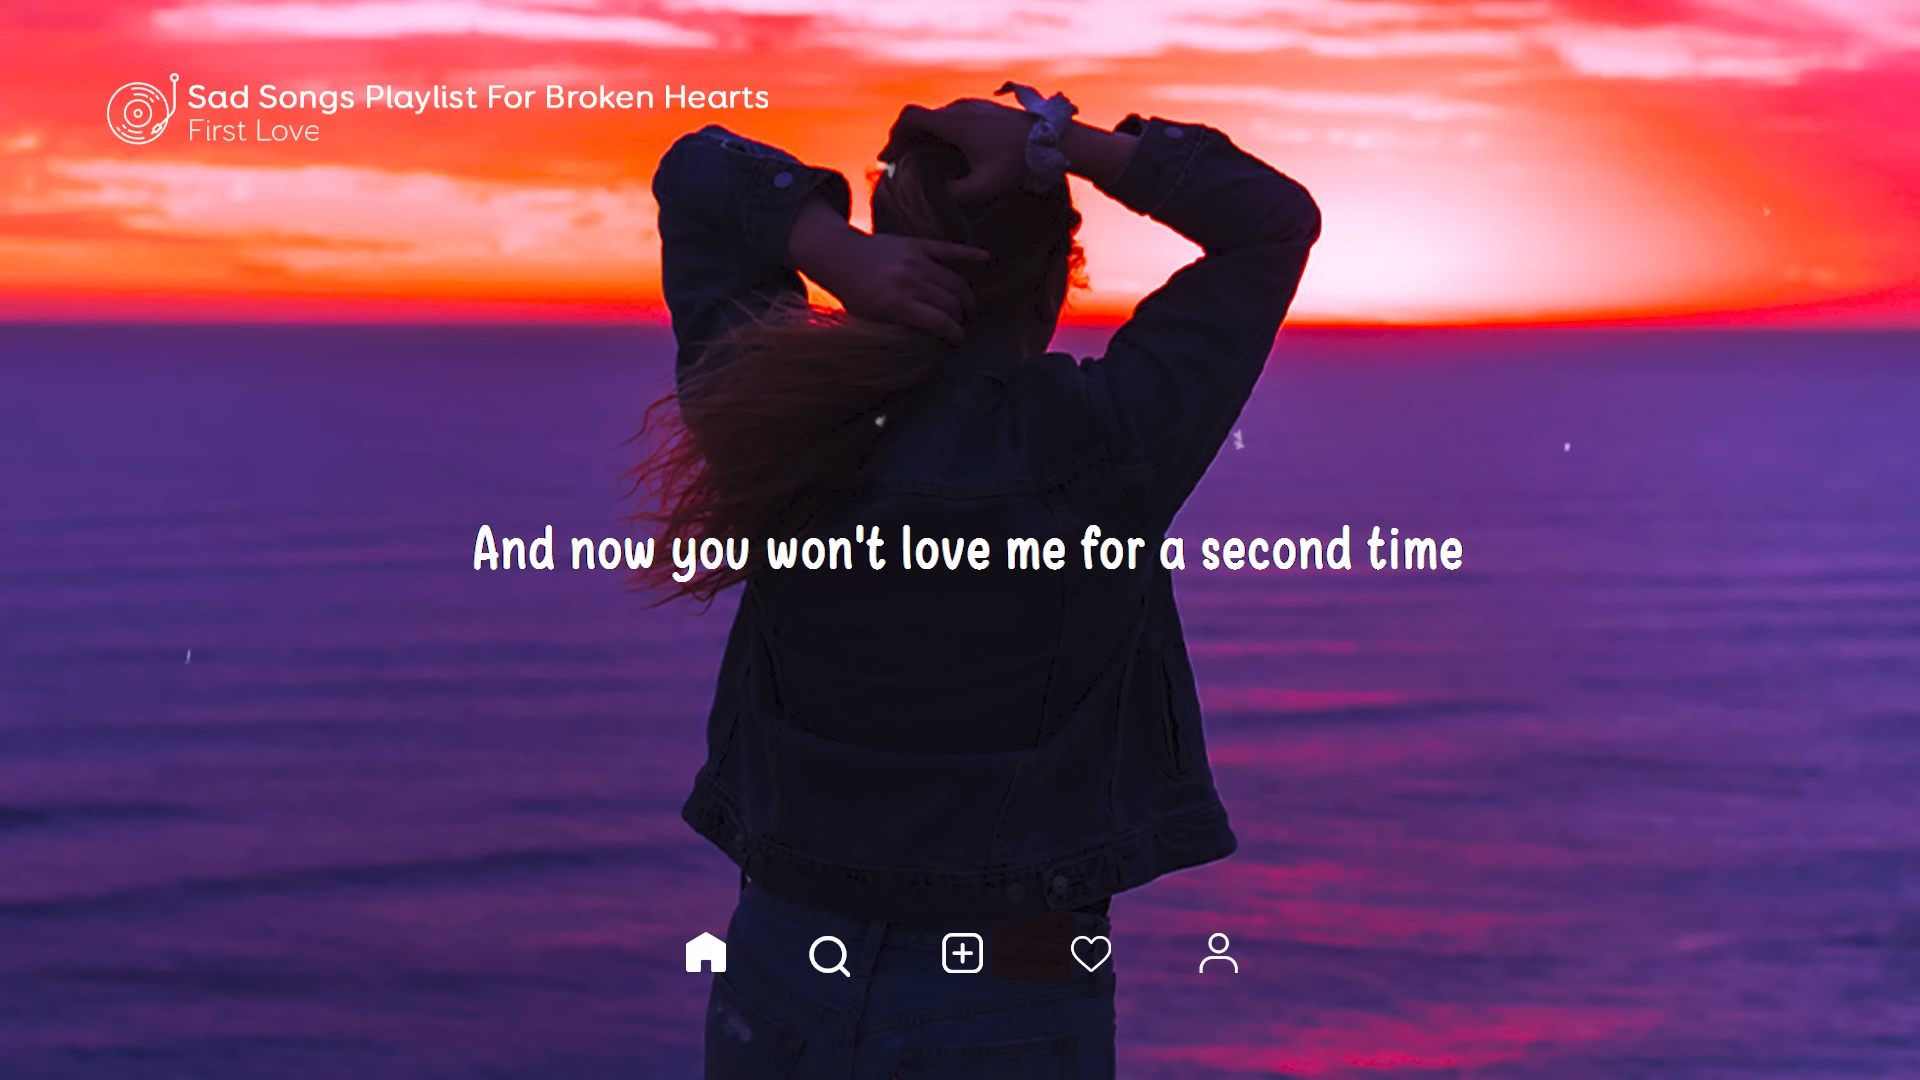 Sad Songs Playlist For Broken Hearts
First Love
And now you won't love me for a second time